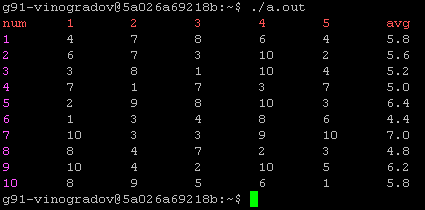 g91-vinogradov@5a026a69218b:~$ ./a.out
num 1 2 3 4 5 avg
1 4 7 8 6 4 5.8
2 6 7 3 10 2 5.6
3 3 8 1 10 4 5.2
4 7 1 7 3 7 5.0
5 2 9 8 10 3 6.4
6 1 3 4 8 6 4.4
7 10 3 3 9 10 7.0
8 8 4 7 2 3 4.8
9 10 4 2 10 5 6.2
10 8 9 5 6 1 5.8
g91-vinogradov@5a026a69218b:~$